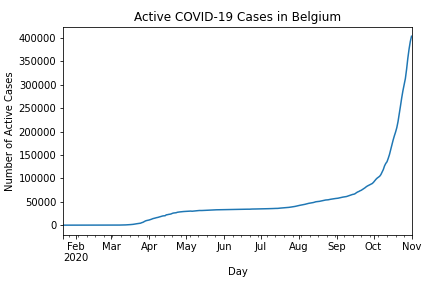 Active COVID-19 Cases in Belgium
Number of Active Cases
400000
350000
300000
250000
200000
150000
100000
50000
0
Feb Mar Apr May Jun Jul Aug Sep Oct Nov
2020
Day